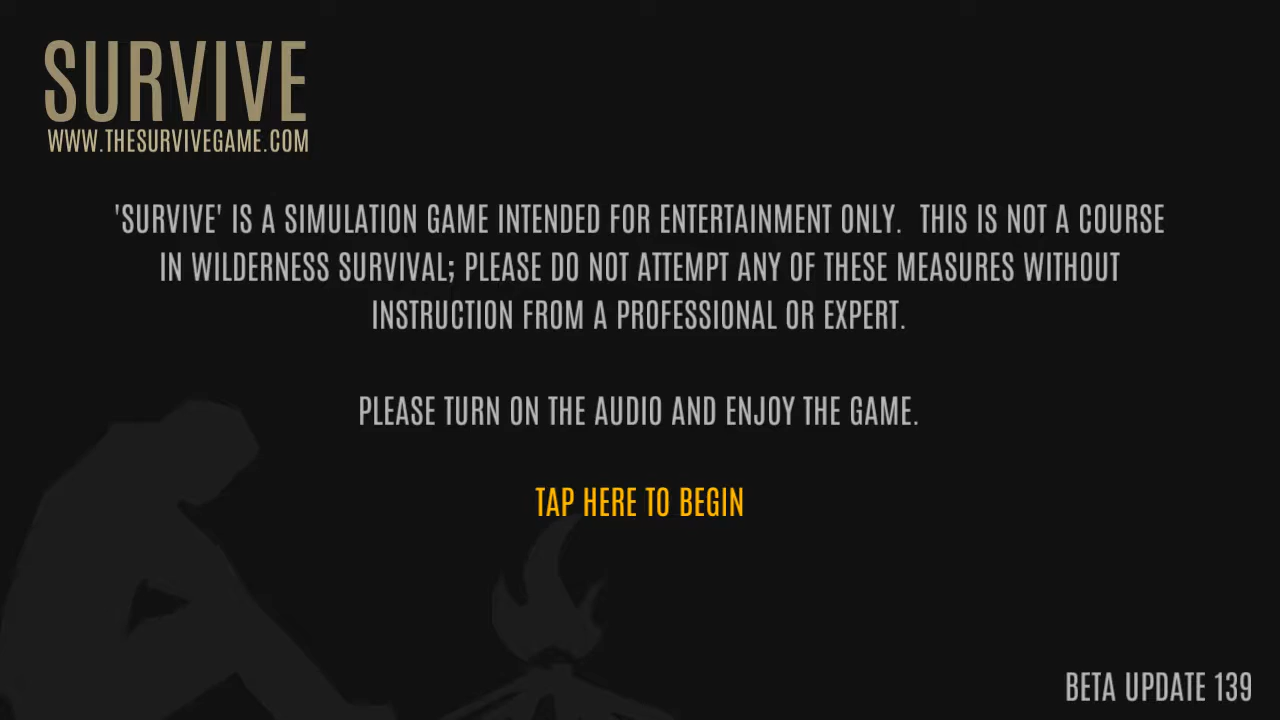 SURVIVE
WWW.THESURVIVEGAME.COM
'SURVIVE' IS A SIMULATION GAME INTENDED FOR ENTERTAINMENT ONLY.  THIS IS NOT A COURSE
IN WILDERNESS SURVIVAL; PLEASE DO NOT ATTEMPT ANY OF THESE MEASURES WITHOUT
INSTRUCTION FROM A PROFESSIONAL OR EXPERT.
PLEASE TURN ON THE AUDIO AND ENJOY THE GAME.
TAP HERE TO BEGIN
BETA UPDATE 139